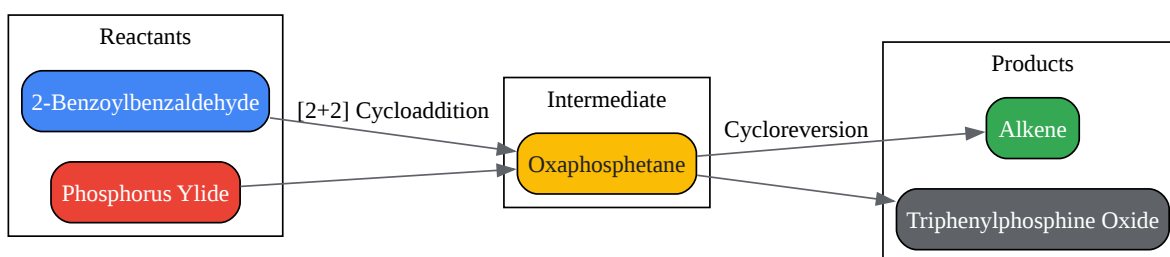 Reactants
2-Benzoylbenzaldehyde
Phosphorus Ylide
[2+2] Cycloaddition
Intermediate
Oxaphosphetane
Cycloreversion
Products
Alkene
Triphenylphosphine Oxide